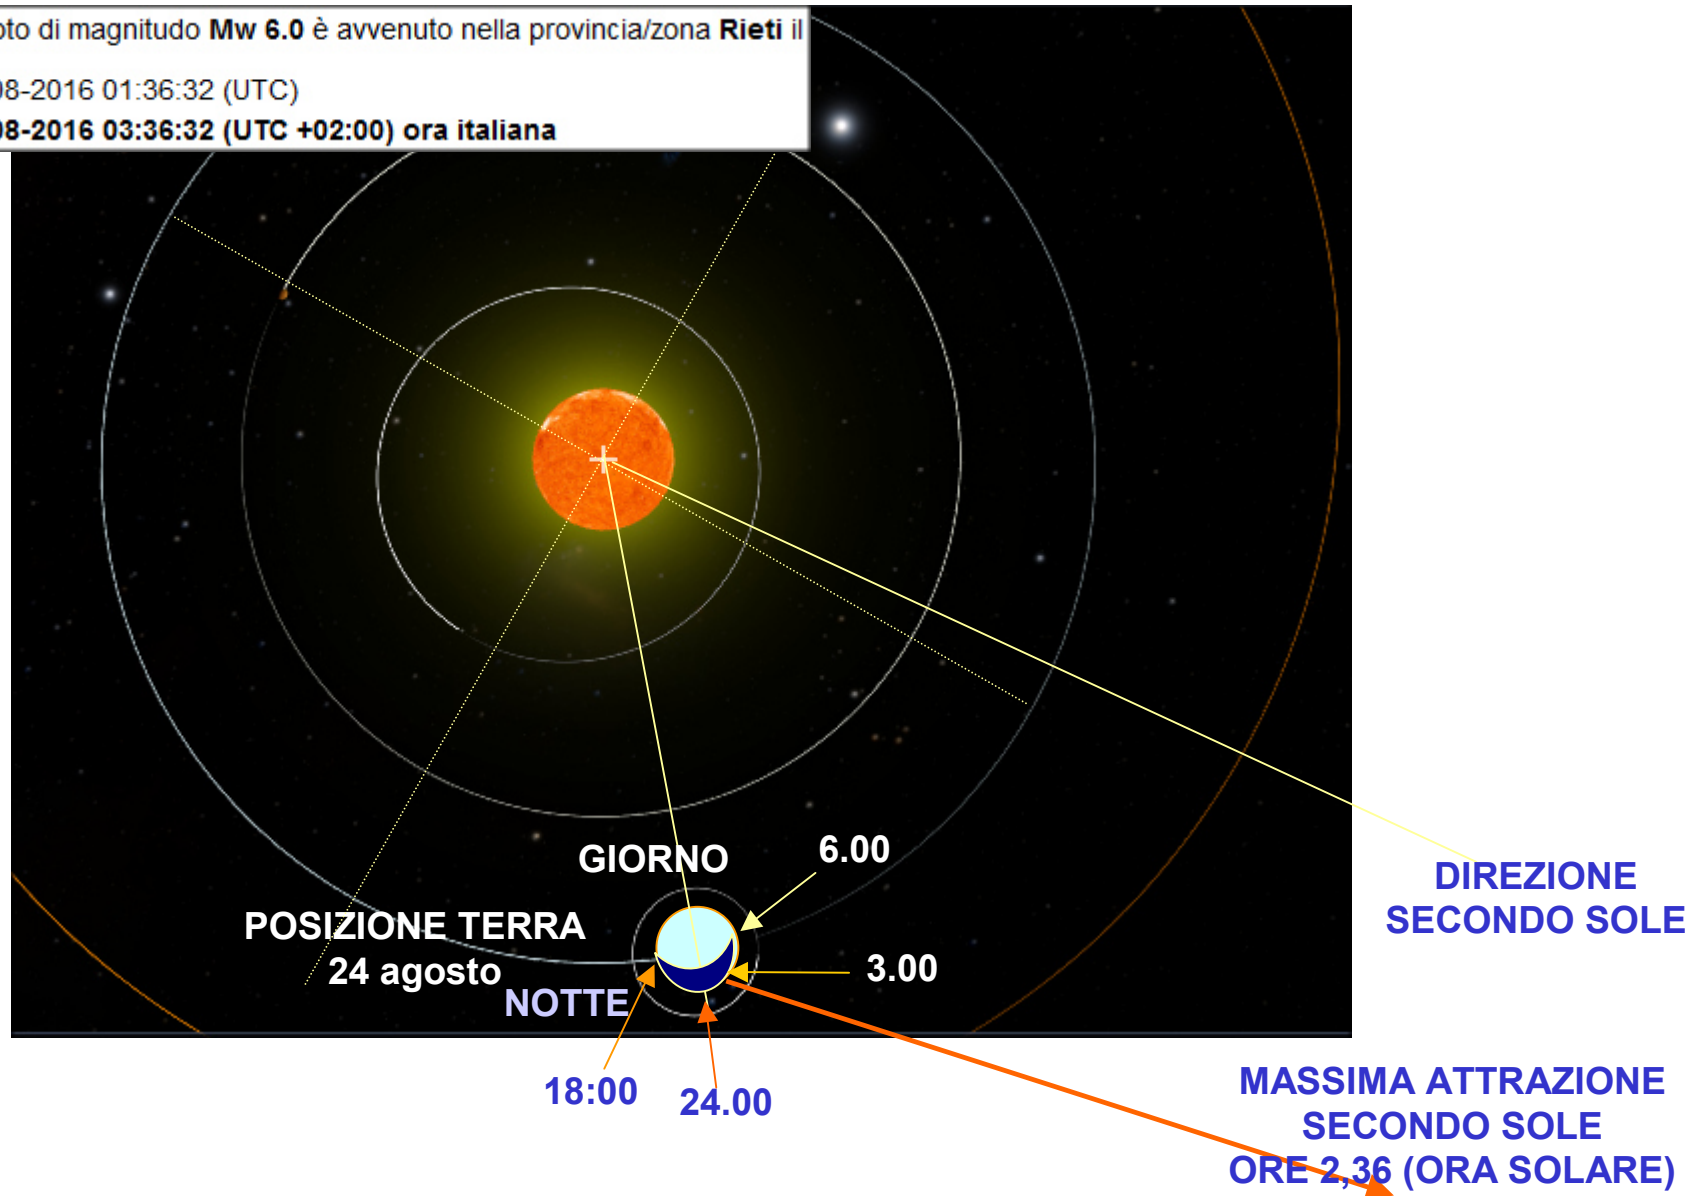 oto di magnitudo Mw 6.0 è avvenuto nella provincia/zona Rieti il
08-2016 01:36:32 (UTC)
08-2016 03:36:32 (UTC +02:00) ora italiana
GIORNO
6.00
DIREZIONE
SECONDO SOLE
POSIZIONE TERRA
24 agosto
3.00
NOTTE
18:00
24.00
MASSIMA ATTRAZIONE
SECONDO SOLE
ORE 2,36 (ORA SOLARE)